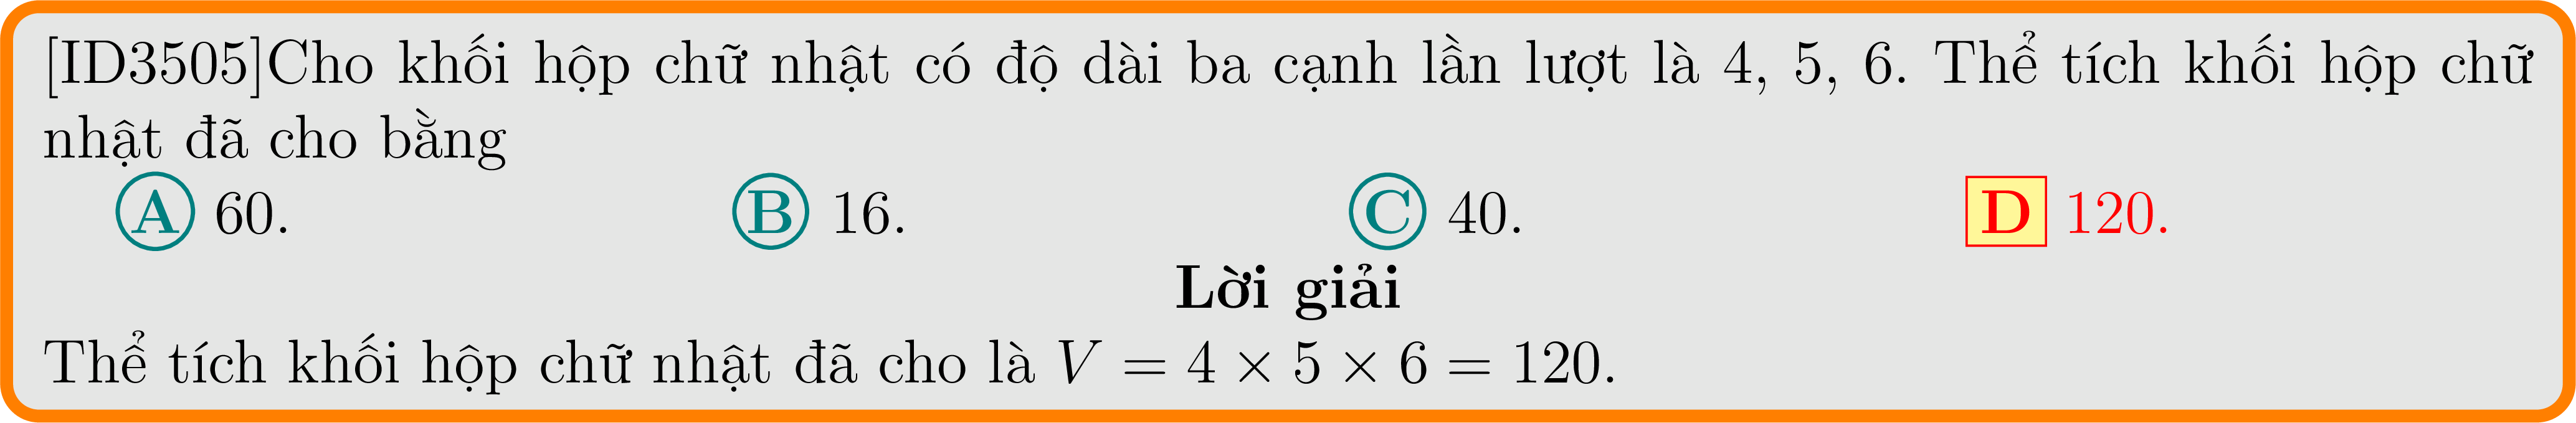 [ID3505]Cho khối hộp chữ nhật có độ dài ba cạnh lần lượt là 4, 5, 6. Thể tích khối hộp chữ
nhật đã cho bằng
A 60. B 16. C 40. D 120.
Lời giải
Thể tích khối hộp chữ nhật đã cho là V = 4 × 5 × 6 = 120.